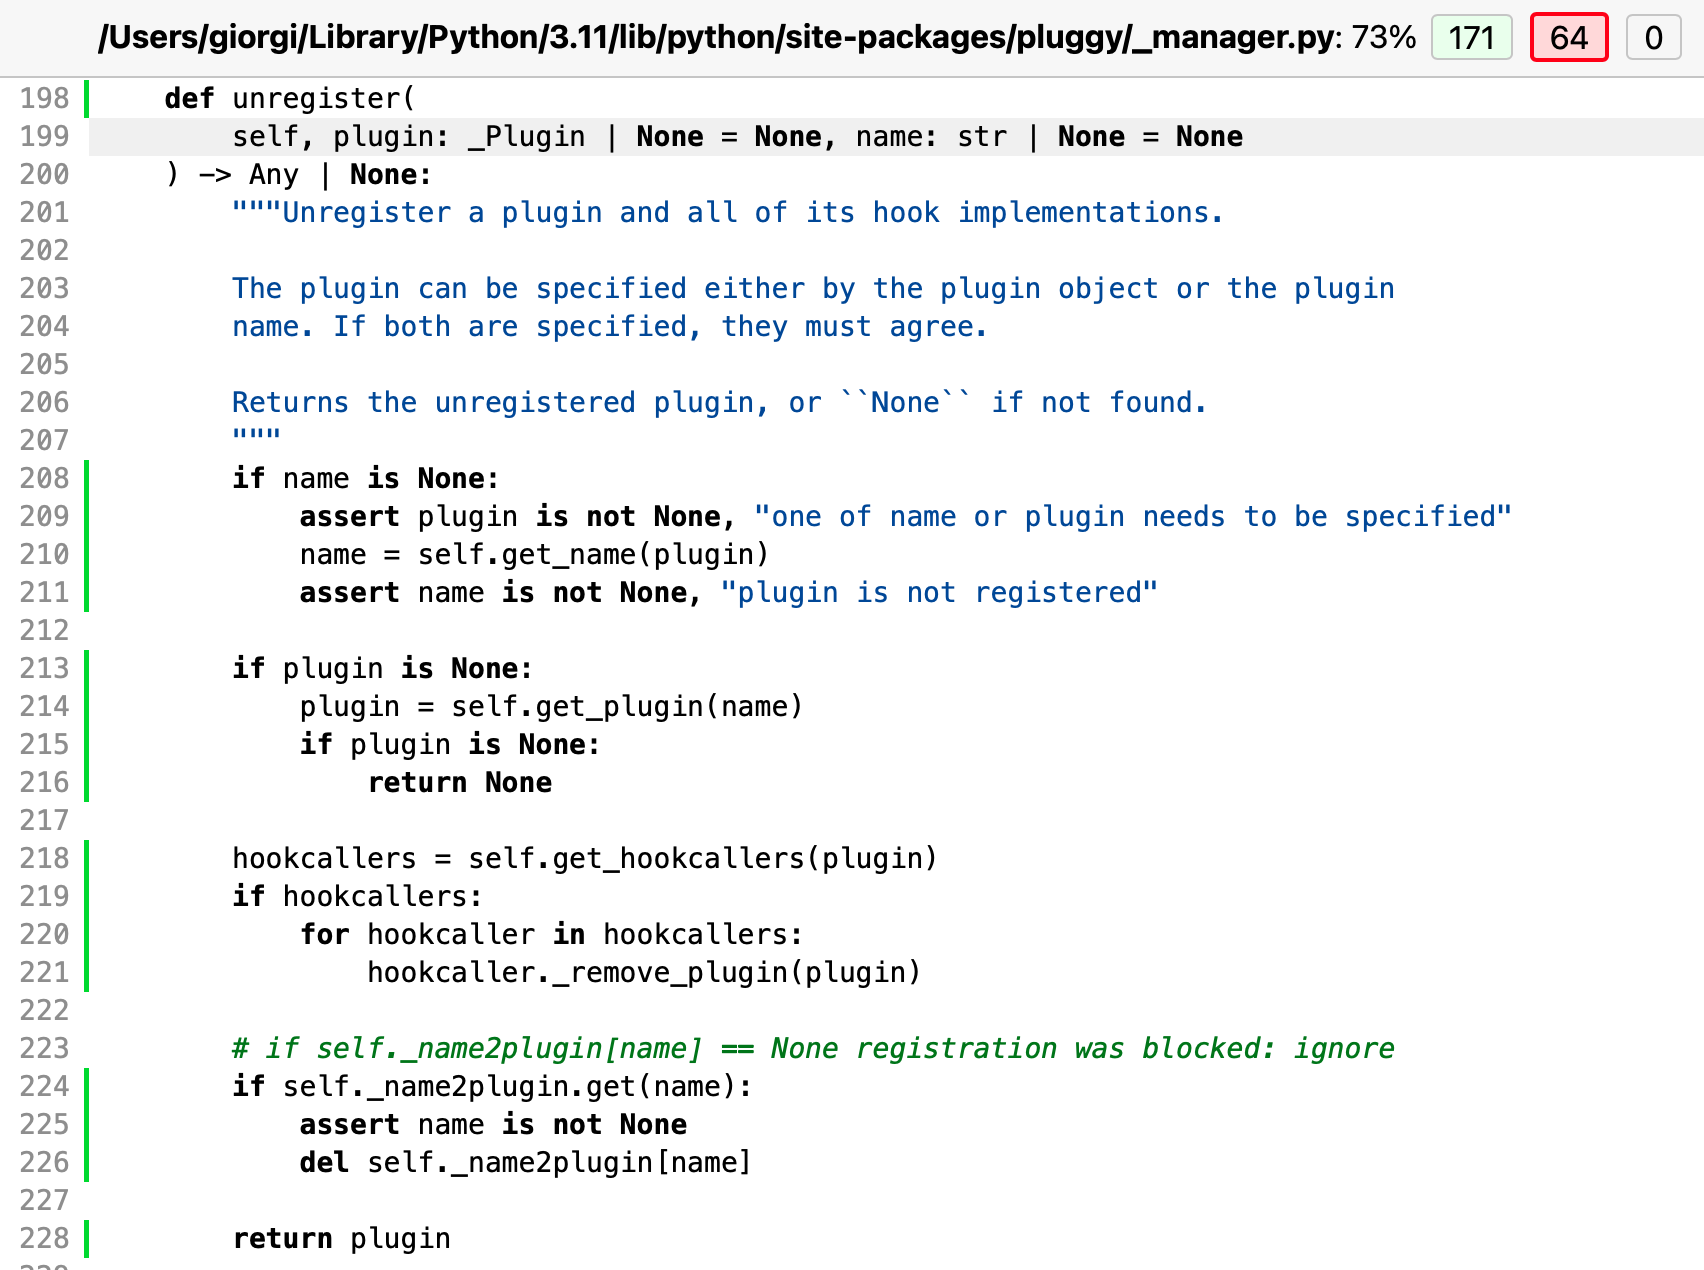 /Users/giorgi/Library/Python/3.11/lib/python/site-packages/pluggy/_manager.py: 73% 171 64 0
198 def unregister(
199 self, plugin: _Plugin | None = None, name: str | None = None
200 ) -> Any | None:
201 """Unregister a plugin and all of its hook implementations.
202
203 The plugin can be specified either by the plugin object or the plugin
204 name. If both are specified, they must agree.
205
206 Returns the unregistered plugin, or ``None`` if not found.
207 """
208 if name is None:
209 assert plugin is not None, "one of name or plugin needs to be specified"
210 name = self.get_name(plugin)
211 assert name is not None, "plugin is not registered"
212
213 if plugin is None:
214 plugin = self.get_plugin(name)
215 if plugin is None:
216 return None
217
218 hookcallers = self.get_hookcallers(plugin)
219 if hookcallers:
220 for hookcaller in hookcallers:
221 hookcaller._remove_plugin(plugin)
222
223 # if self._name2plugin[name] == None registration was blocked: ignore
224 if self._name2plugin.get(name):
225 assert name is not None
226 del self._name2plugin[name]
227
228 return plugin